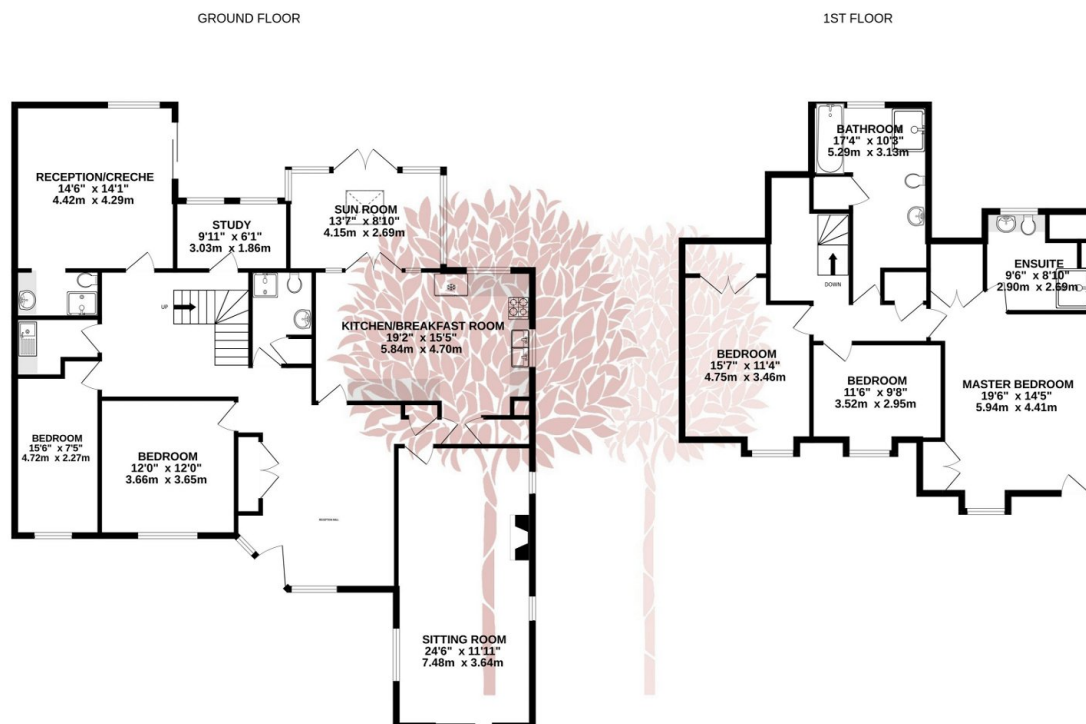 GROUND FLOOR
1ST FLOOR
RECEPTION/CRECHE
14'6" x 14'1"
4.42m x 4.29m
STUDY
9'11" x 6'1"
3.03m x 1.86m
SUN ROOM
13'7" x 8'10"
4.15m x 2.69m
UP
KITCHEN/BREAKFAST ROOM
19'2" x 15'5"
5.84m x 4.70m
BEDROOM
15'6" x 7'5"
4.72m x 2.27m
BEDROOM
12'0" x 12'0"
3.66m x 3.65m
RECEPTION HALL
SITTING ROOM
24'6" x 11'11"
7.48m x 3.64m
BATHROOM
17'4" x 10'3"
5.29m x 3.13m
DOWN
ENSUITE
9'6" x 8'10"
2.90m x 2.69m
BEDROOM
15'7" x 11'4"
4.75m x 3.46m
BEDROOM
11'6" x 9'8"
3.52m x 2.95m
MASTER BEDROOM
19'6" x 14'5"
5.94m x 4.41m